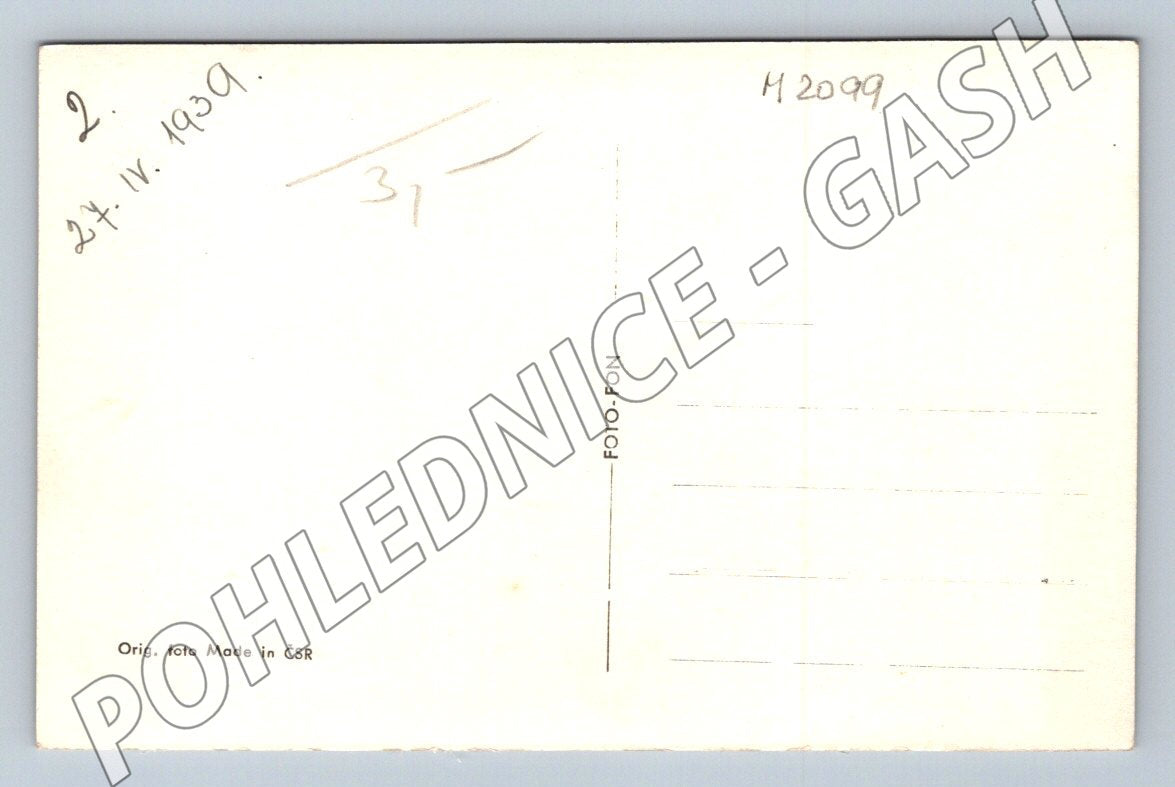 2.
27. IV. 1939.
M 2099
3,—
FOTO-FON
Orig. foto Made in ČSR
POHLEDNICE - GASH